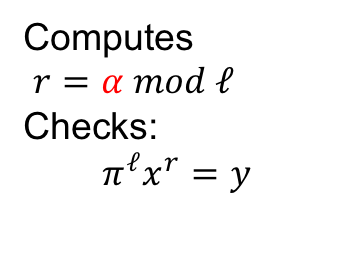 Computes
r = α mod ℓ
Checks:
π^ℓ x^r = y